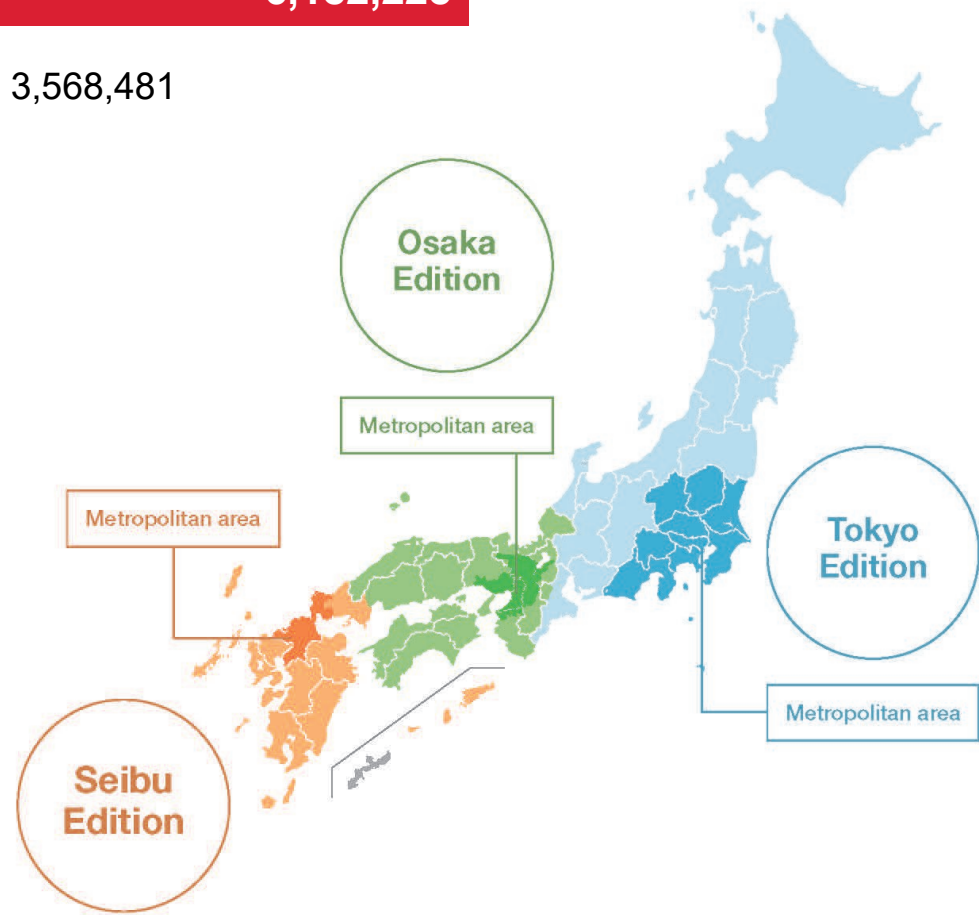 3,568,481
Osaka
Edition
Metropolitan area
Metropolitan area
Tokyo
Edition
Metropolitan area
Seibu
Edition